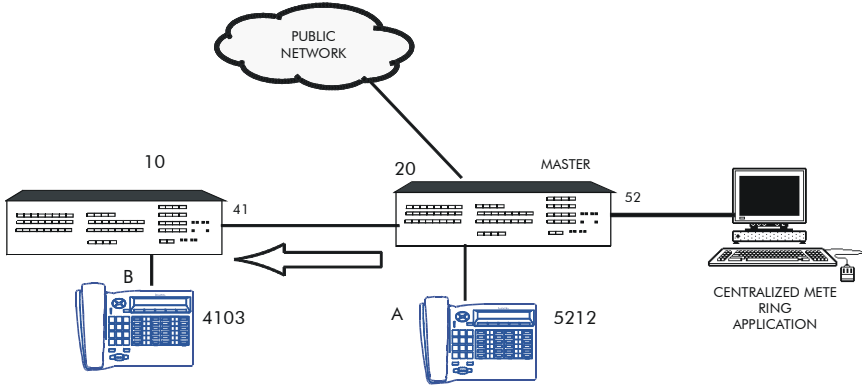 PUBLIC
NETWORK
10
20
MASTER
41
52
B
4103
A
5212
CENTRALIZED METE
RING
APPLICATION